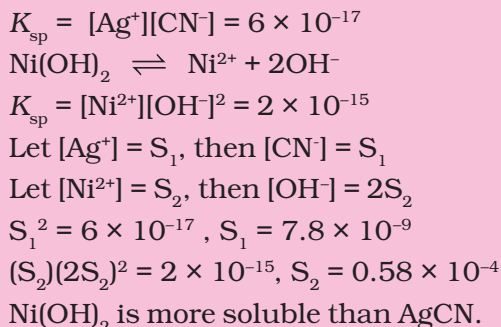 Kₛₚ = [Ag⁺][CN⁻] = 6 × 10⁻¹⁷
Ni(OH)₂ ⇌ Ni²⁺ + 2OH⁻
Kₛₚ = [Ni²⁺][OH⁻]² = 2 × 10⁻¹⁵
Let [Ag⁺] = S₁, then [CN⁻] = S₁
Let [Ni²⁺] = S₂, then [OH⁻] = 2S₂
S₁² = 6 × 10⁻¹⁷ , S₁ = 7.8 × 10⁻⁹
(S₂)(2S₂)² = 2 × 10⁻¹⁵, S₂ = 0.58 × 10⁻⁴
Ni(OH)₂ is more soluble than AgCN.